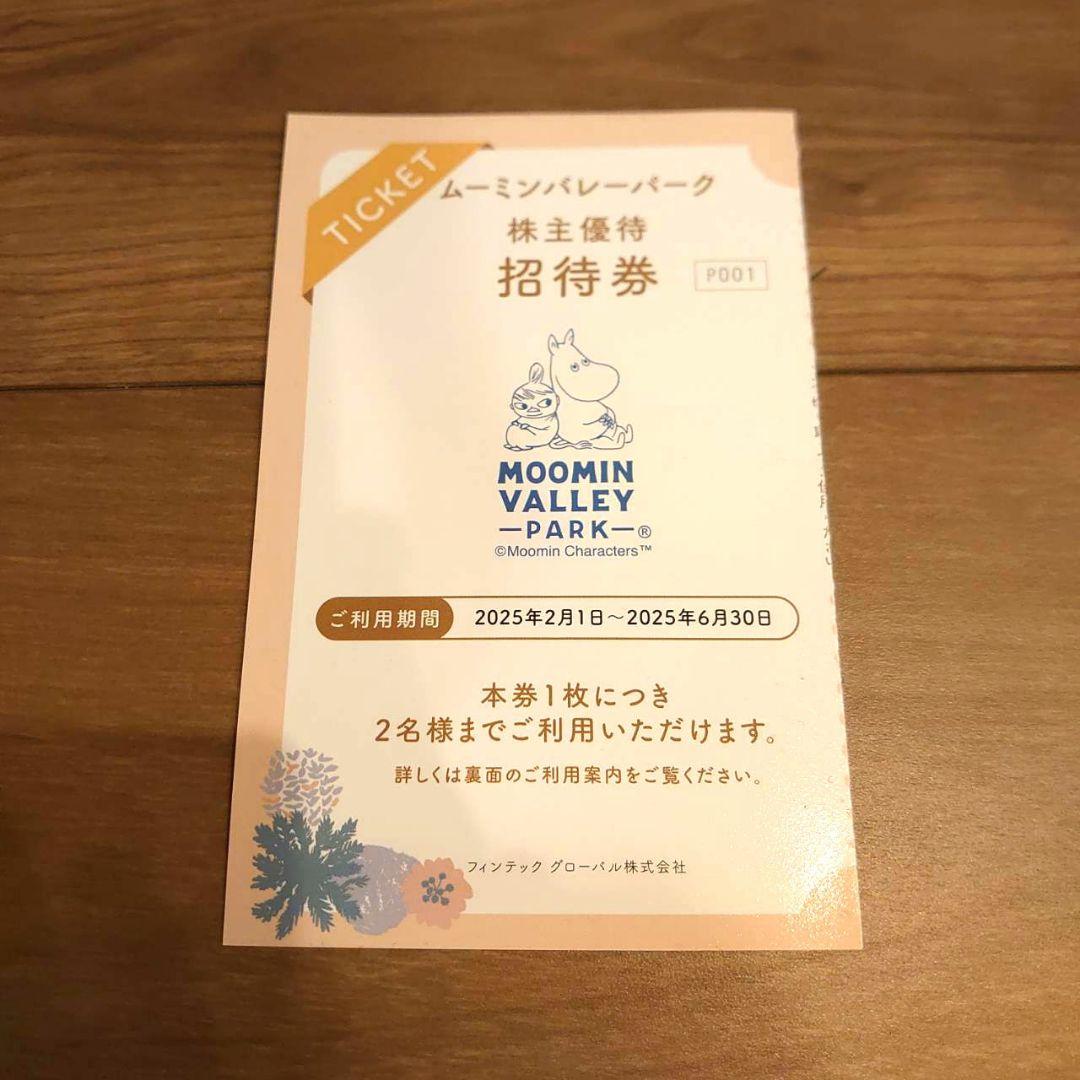 TICKET
ムーミンバレーパーク
株主優待
招待券
P001
MOOMIN
VALLEY
—PARK—®
©Moomin Characters™
ご利用期間 2025年2月1日～2025年6月30日
本券1枚につき
2名様までご利用いただけます。
詳しくは裏面のご利用案内をご覧ください。
フィンテック グローバル株式会社